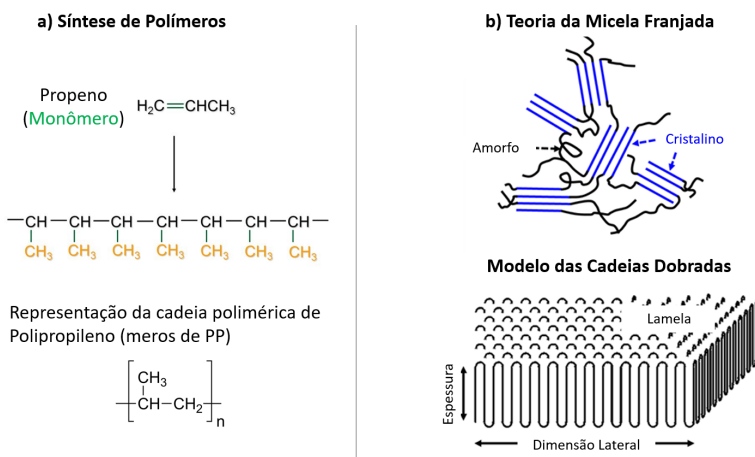 a) Síntese de Polímeros
Propeno
(Monômero)
H₂C=CHCH₃
—CH—CH—CH—CH—CH—CH—CH—
CH₃ CH₃ CH₃ CH₃ CH₃ CH₃ CH₃
Representação da cadeia polimérica de
Polipropileno (meros de PP)
CH₃
CH—CH₂
n
b) Teoria da Micela Franjada
Amorfo
Cristalino
Modelo das Cadeias Dobradas
Lamela
Espessura
Dimensão Lateral